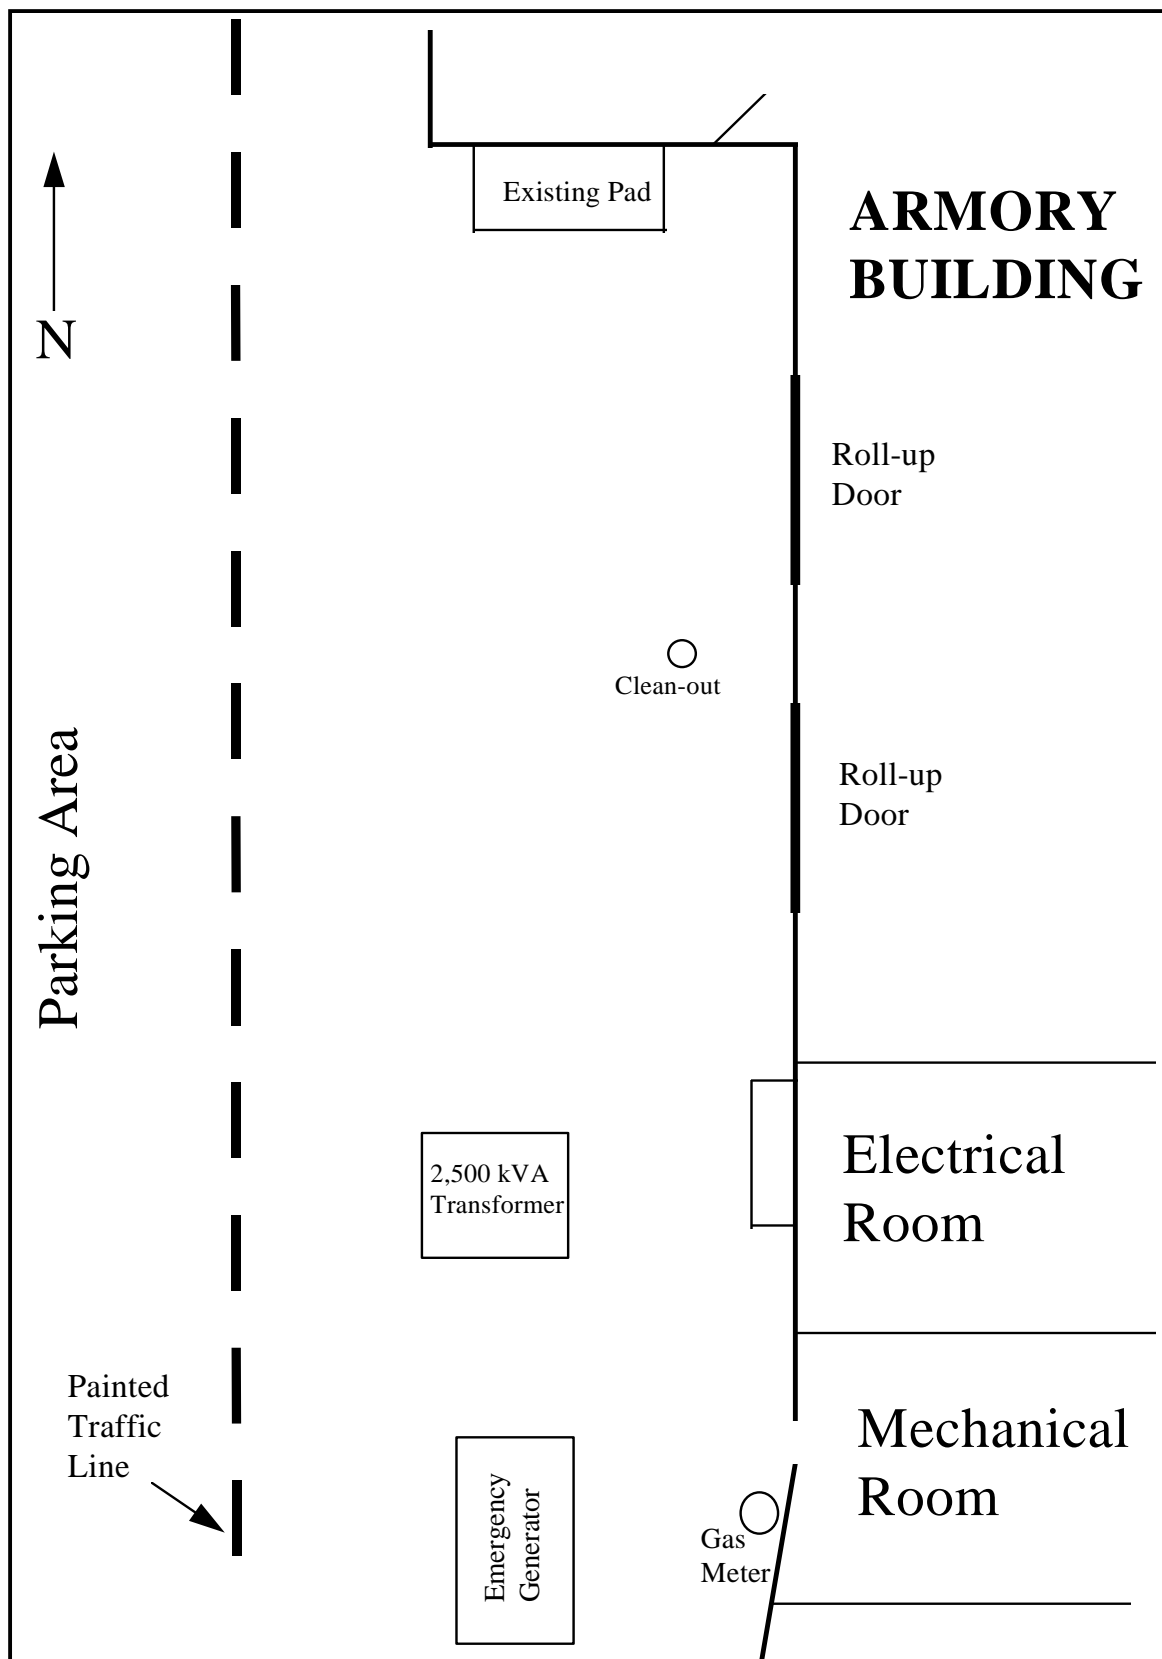 Existing Pad
ARMORY
BUILDING
N
Roll-up
Door
Clean-out
Parking Area
Roll-up
Door
2,500 kVA
Transformer
Electrical
Room
Painted
Traffic
Line
Mechanical
Room
Emergency
Generator
Gas
Meter